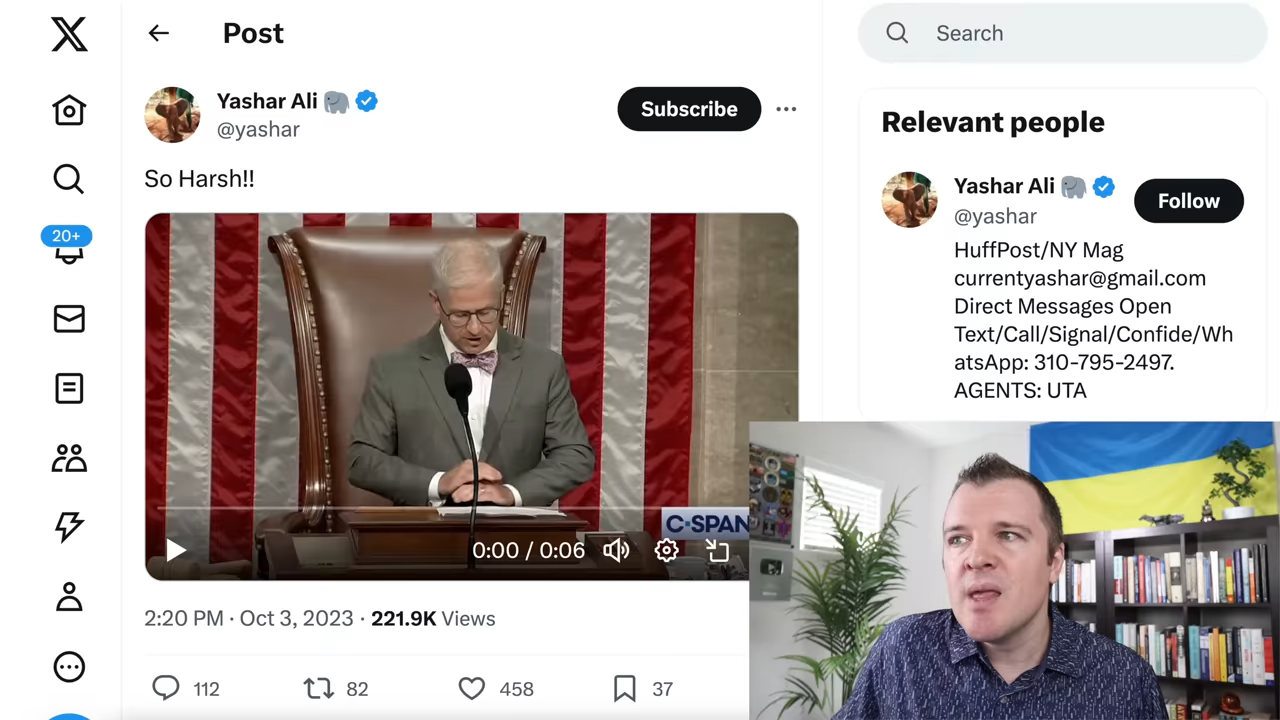 Post
Search
Yashar Ali
@yashar
Subscribe
So Harsh!!
20+
C-SPAN
0:00 / 0:06
2:20 PM · Oct 3, 2023 · 221.9K Views
112
82
458
37
Relevant people
Yashar Ali
@yashar
Follow
HuffPost/NY Mag
currentyashar@gmail.com
Direct Messages Open
Text/Call/Signal/Confide/Wh
atsApp: 310-795-2497.
AGENTS: UTA